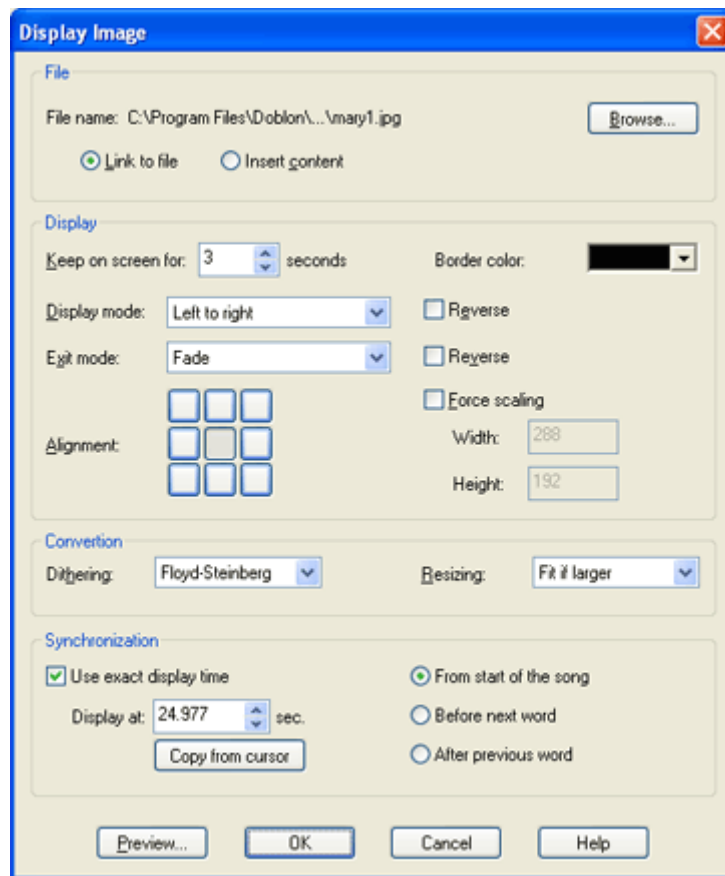 Display Image
File
File name: C:\Program Files\Doblon\...\mary1.jpg Browse...
Link to file Insert content
Display
Keep on screen for: 3 seconds Border color:
Display mode: Left to right Reverse
Exit mode: Fade Reverse
Force scaling
Alignment: Width: 288
Height: 192
Convertion
Dithering: Floyd-Steinberg Resizing: Fit if larger
Synchronization
Use exact display time From start of the song
Display at: 24.977 sec. Before next word
Copy from cursor After previous word
Preview... OK Cancel Help